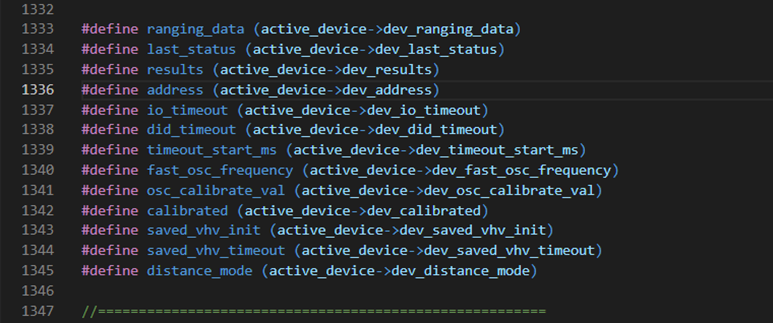 1332
1333 #define ranging_data (active_device->dev_ranging_data)
1334 #define last_status (active_device->dev_last_status)
1335 #define results (active_device->dev_results)
1336 #define address (active_device->dev_address)
1337 #define io_timeout (active_device->dev_io_timeout)
1338 #define did_timeout (active_device->dev_did_timeout)
1339 #define timeout_start_ms (active_device->dev_timeout_start_ms)
1340 #define fast_osc_frequency (active_device->dev_fast_osc_frequency)
1341 #define osc_calibrate_val (active_device->dev_osc_calibrate_val)
1342 #define calibrated (active_device->dev_calibrated)
1343 #define saved_vhv_init (active_device->dev_saved_vhv_init)
1344 #define saved_vhv_timeout (active_device->dev_saved_vhv_timeout)
1345 #define distance_mode (active_device->dev_distance_mode)
1346
1347 //=======================================================